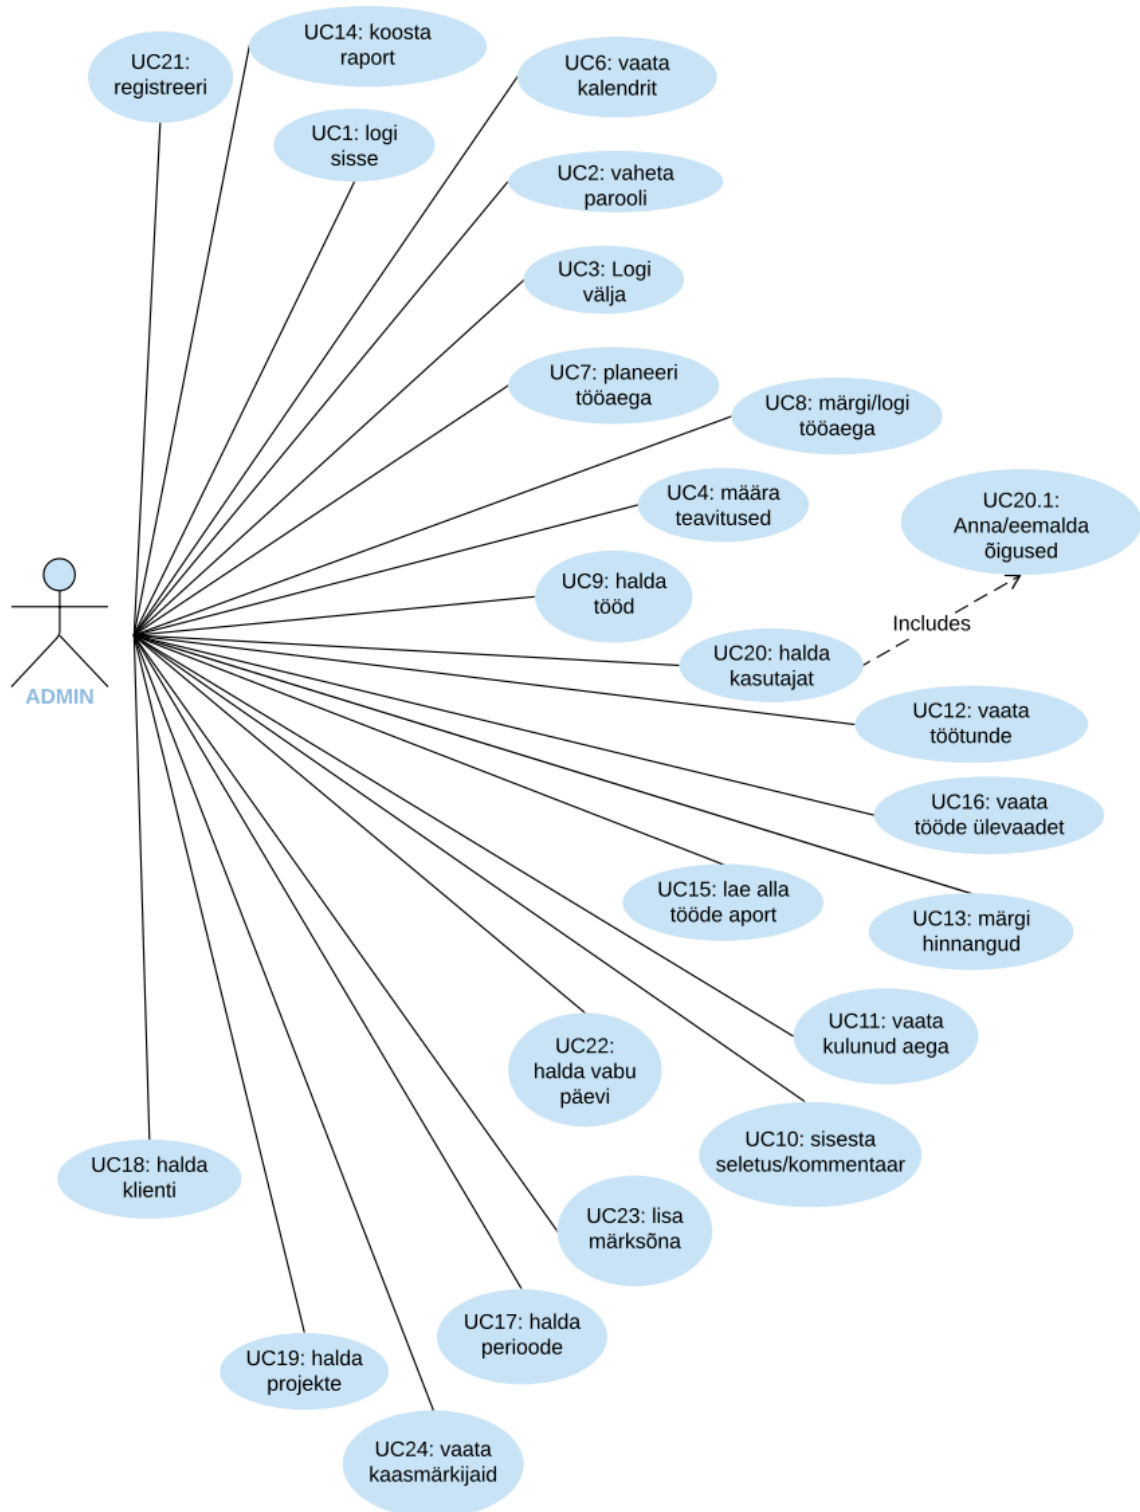 UC14: koosta
raport
UC21:
registreeri
UC6: vaata
kalendrit
UC1: logi
sisse
UC2: vaheta
parooli
UC3: Logi
välja
UC7: planeeri
tööaega
UC8: märgi/logi
tööaega
UC4: määra
teavitused
UC20.1:
Anna/eemalda
õigused
UC9: halda
tööd
Includes
UC20: halda
kasutajat
ADMIN
UC12: vaata
töötunde
UC16: vaata
tööde ülevaadet
UC15: lae alla
tööde aport
UC13: märgi
hinnangud
UC11: vaata
kulunud aega
UC22:
halda vabu
päevi
UC10: sisesta
seletus/kommentaar
UC18: halda
klienti
UC23: lisa
märksõna
UC17: halda
perioode
UC19: halda
projekte
UC24: vaata
kaasmärkijaid